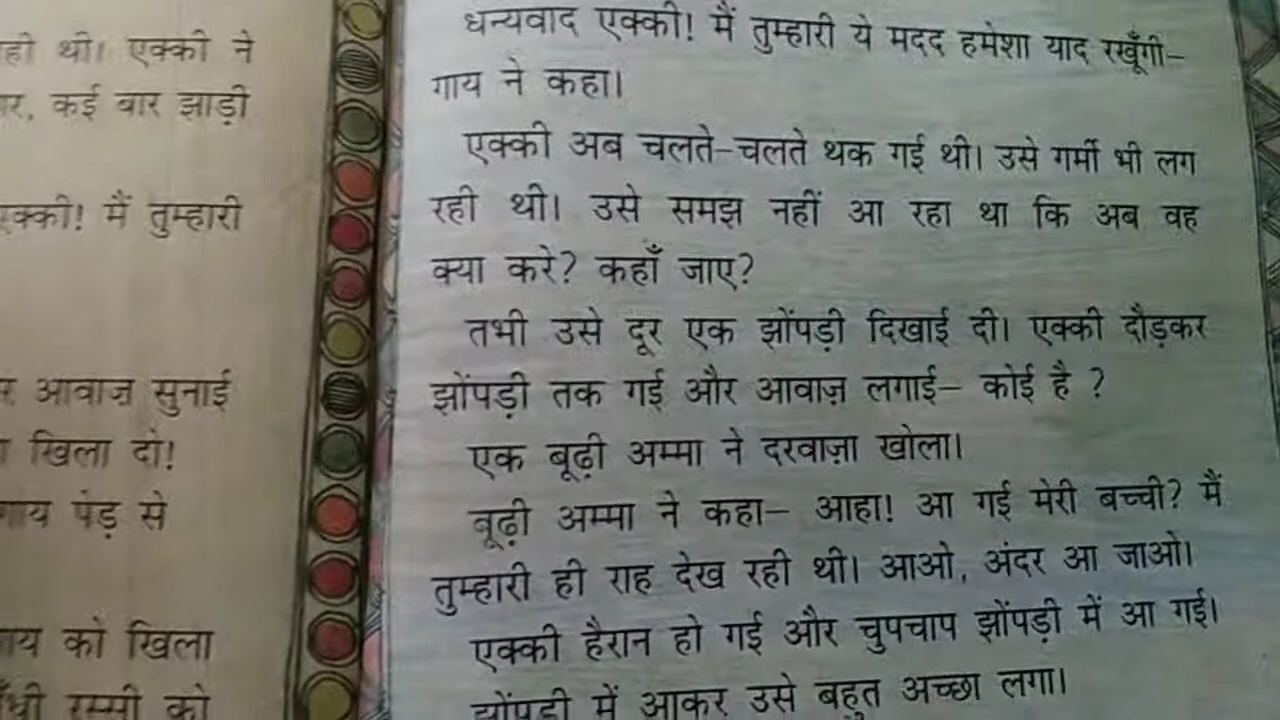 ही थी। एक्की ने
कई बार झाड़ी
एक्की! मैं तुम्हारी
आवाज़ सुनाई
खिला दो!
गाय पेड़ से
गाय को खिला
रस्सी को
धन्यवाद एक्की! मैं तुम्हारी ये मदद हमेशा याद रखूँगी–
गाय ने कहा।
एक्की अब चलते-चलते थक गई थी। उसे गर्मी भी लग
रही थी। उसे समझ नहीं आ रहा था कि अब वह
क्या करे? कहाँ जाए?
तभी उसे दूर एक झोंपड़ी दिखाई दी। एक्की दौड़कर
झोंपड़ी तक गई और आवाज़ लगाई– कोई है ?
एक बूढ़ी अम्मा ने दरवाज़ा खोला।
बूढ़ी अम्मा ने कहा– आहा! आ गई मेरी बच्ची? मैं
तुम्हारी ही राह देख रही थी। आओ, अंदर आ जाओ।
एक्की हैरान हो गई और चुपचाप झोंपड़ी में आ गई।
झोंपड़ी में आकर उसे बहुत अच्छा लगा।